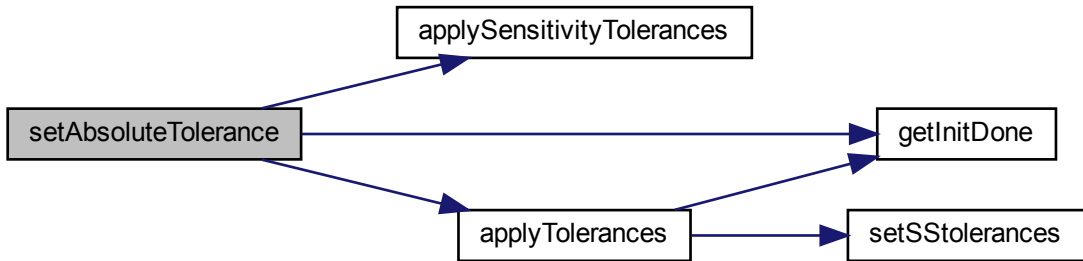 applySensitivityTolerances
setAbsoluteTolerance
getInitDone
applyTolerances
setSStolerances